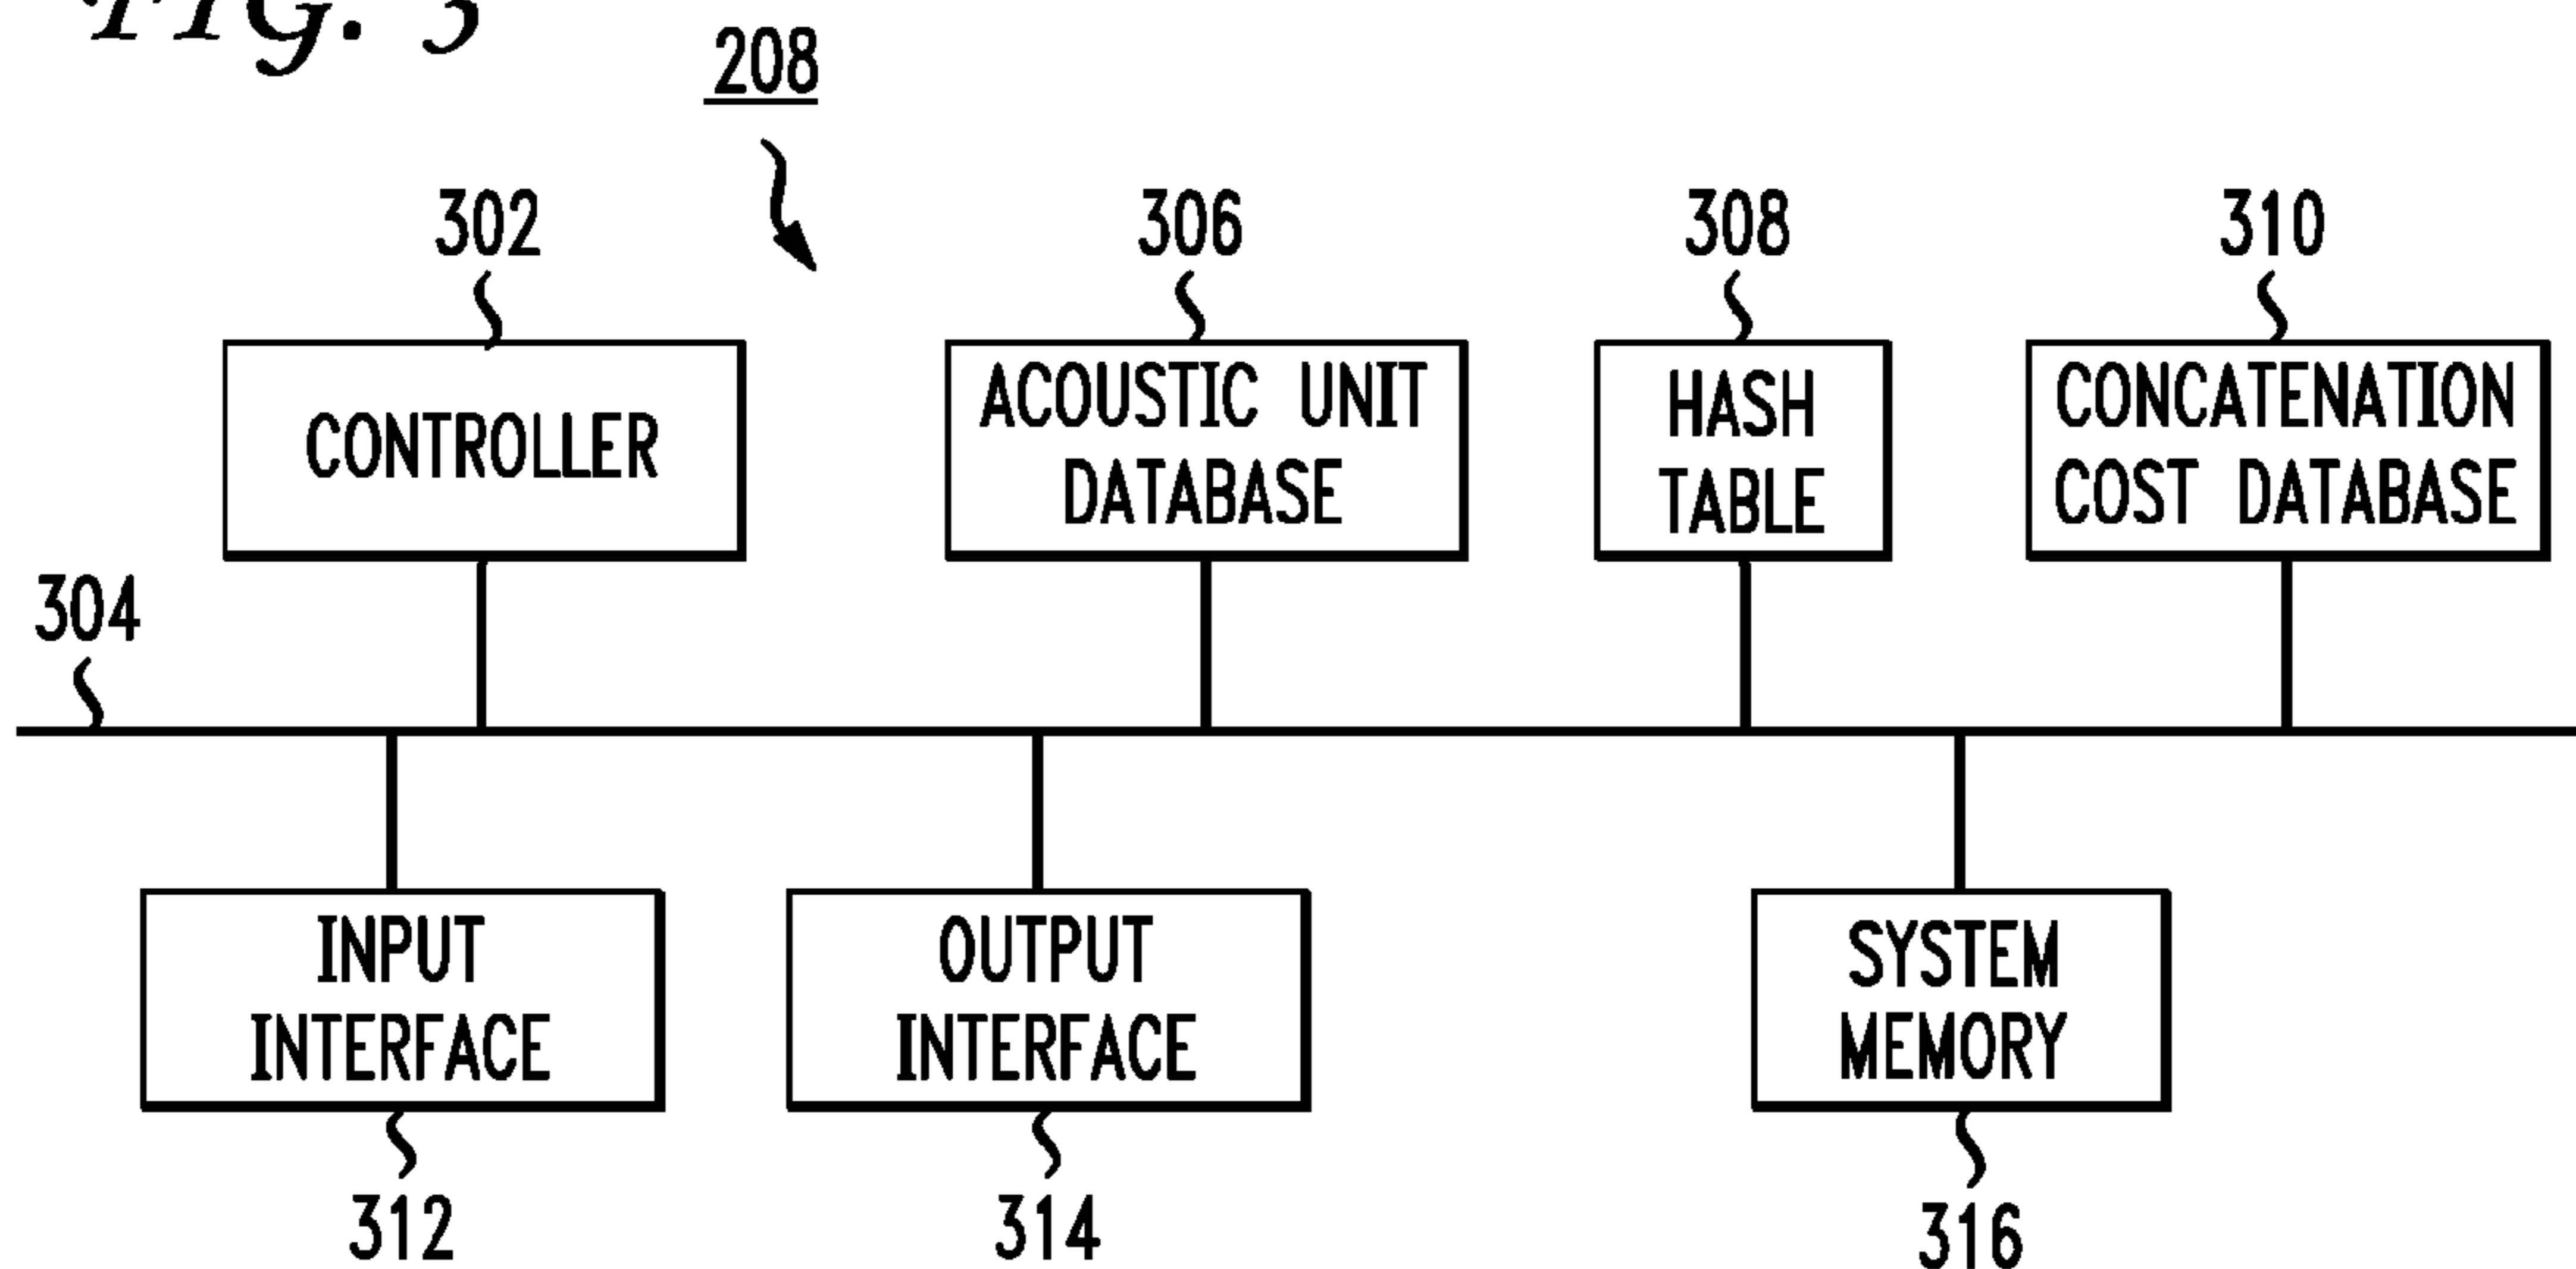 FIG. 3
208
302
306
308
310
CONTROLLER
ACOUSTIC UNIT
DATABASE
HASH
TABLE
CONCATENATION
COST DATABASE
304
INPUT
INTERFACE
OUTPUT
INTERFACE
SYSTEM
MEMORY
312
314
316